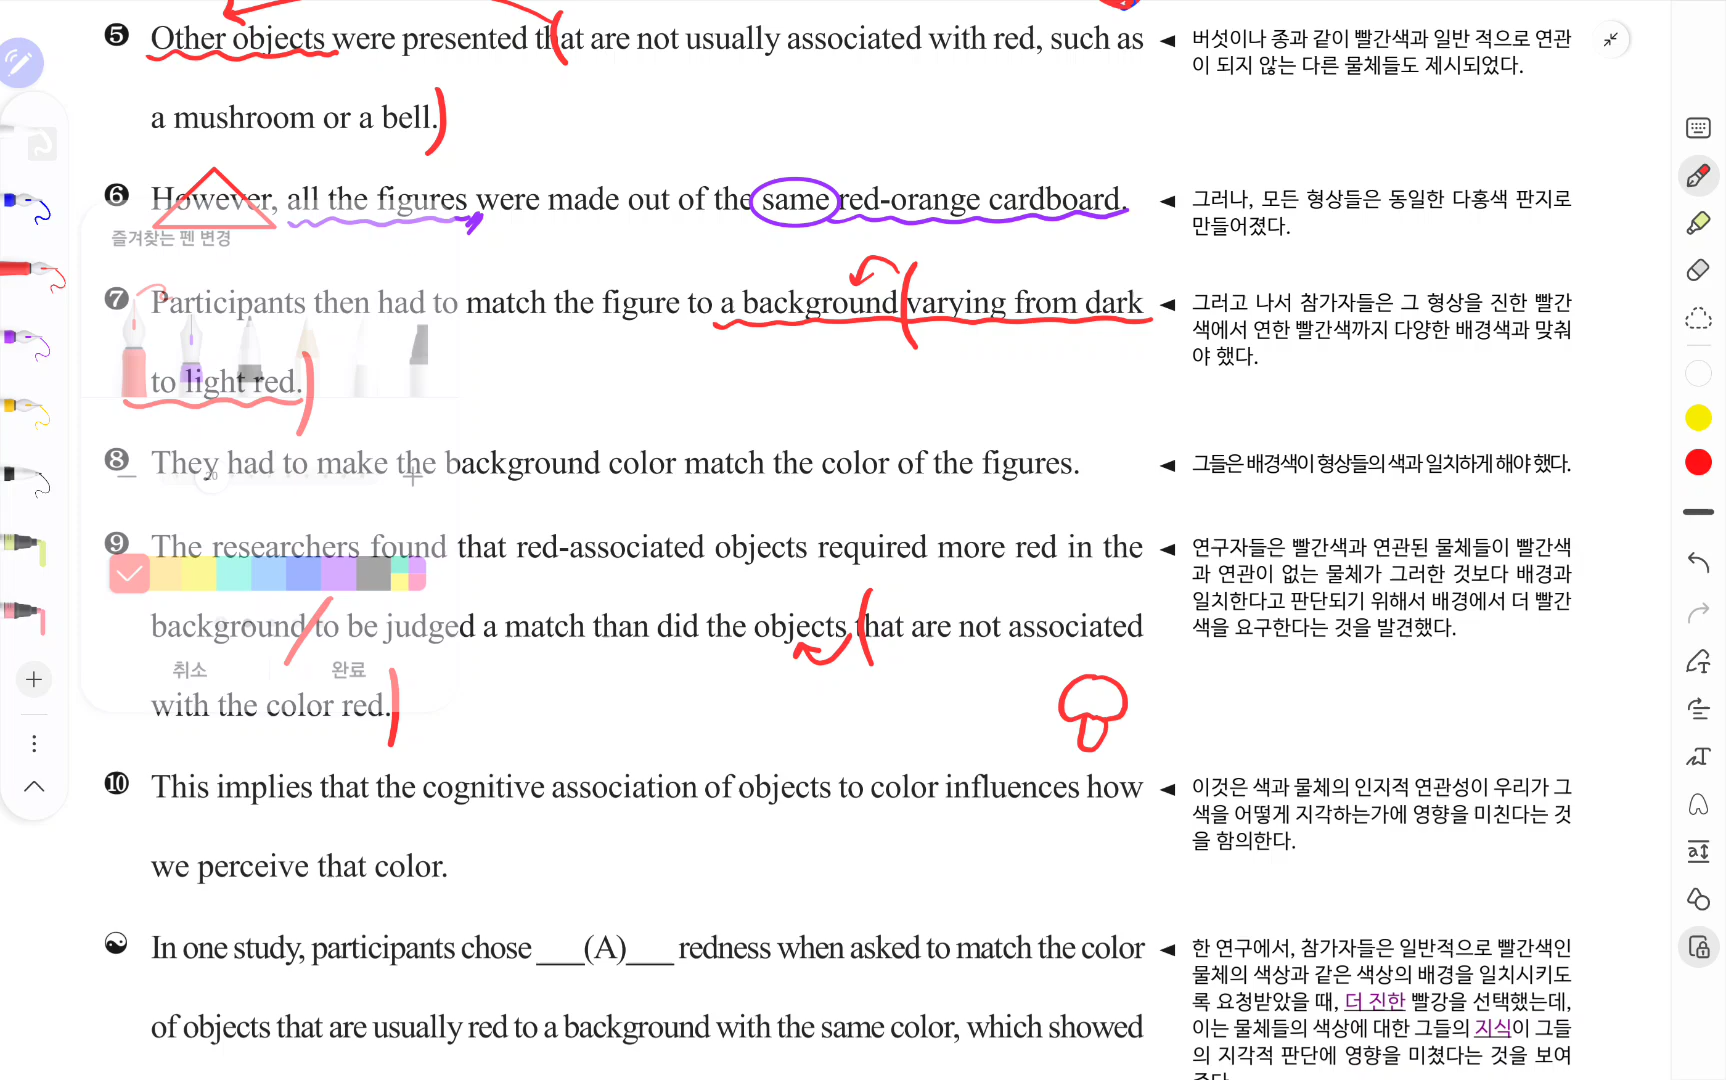 ❺ Other objects were presented that are not usually associated with red, such as
a mushroom or a bell.
◄ 버섯이나 종과 같이 빨간색과 일반 적으로 연관
이 되지 않는 다른 물체들도 제시되었다.
❻ However, all the figures were made out of the same red-orange cardboard.
◄ 그러나, 모든 형상들은 동일한 다홍색 판지로
만들어졌다.
즐겨찾는 펜 변경
❼ Participants then had to match the figure to a background varying from dark
to light red.
◄ 그러고 나서 참가자들은 그 형상을 진한 빨간
색에서 연한 빨간색까지 다양한 배경색과 맞춰
야 했다.
❽ They had to make the background color match the color of the figures.
20
◄ 그들은 배경색이 형상들의 색과 일치하게 해야 했다.
❾ The researchers found that red-associated objects required more red in the
background to be judged a match than did the objects that are not associated
with the color red.
취소 완료
◄ 연구자들은 빨간색과 연관된 물체들이 빨간색
과 연관이 없는 물체가 그러한 것보다 배경과
일치한다고 판단되기 위해서 배경에서 더 빨간
색을 요구한다는 것을 발견했다.
❿ This implies that the cognitive association of objects to color influences how
we perceive that color.
◄ 이것은 색과 물체의 인지적 연관성이 우리가 그
색을 어떻게 지각하는가에 영향을 미친다는 것
을 함의한다.
☯ In one study, participants chose ___(A)___ redness when asked to match the color
of objects that are usually red to a background with the same color, which showed
◄ 한 연구에서, 참가자들은 일반적으로 빨간색인
물체의 색상과 같은 색상의 배경을 일치시키도
록 요청받았을 때, 더 진한 빨강을 선택했는데,
이는 물체들의 색상에 대한 그들의 지식이 그들
의 지각적 판단에 영향을 미쳤다는 것을 보여